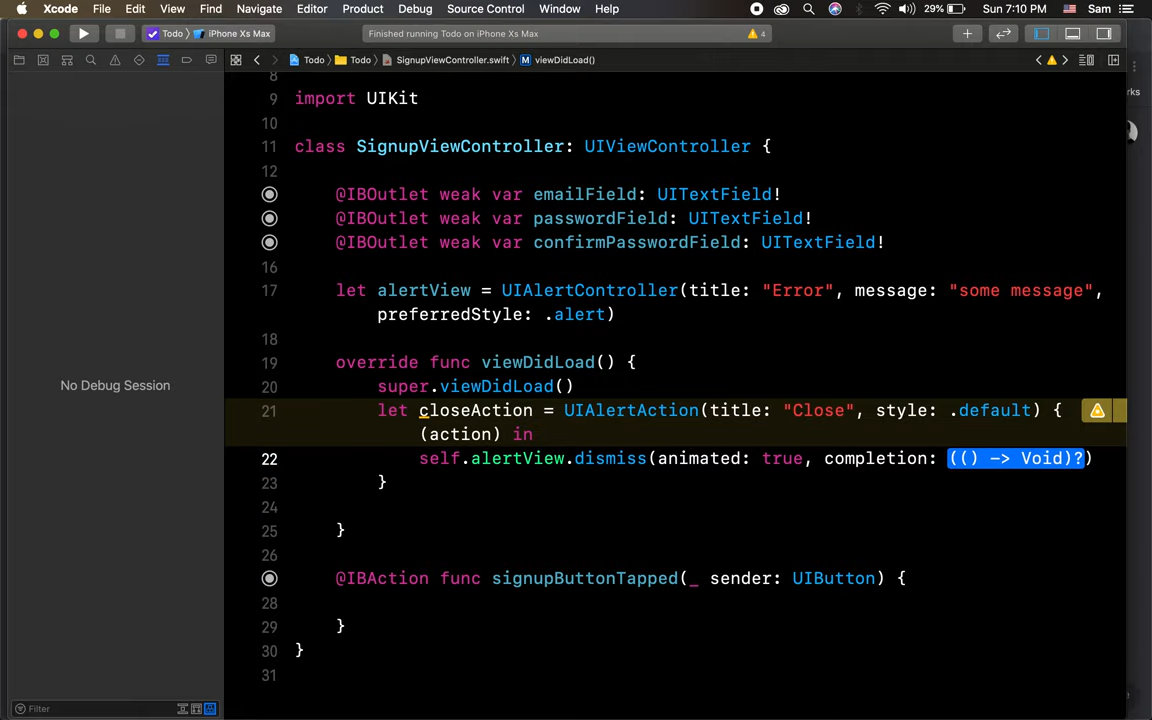 Xcode File Edit View Find Navigate Editor Product Debug Source Control Window Help 29% Sun 7:10 PM Sam
Todo iPhone Xs Max Finished running Todo on iPhone Xs Max 4
Todo Todo SignupViewController.swift M viewDidLoad()
rks
8
9 import UIKit
10
11 class SignupViewController: UIViewController {
12
@IBOutlet weak var emailField: UITextField!
@IBOutlet weak var passwordField: UITextField!
@IBOutlet weak var confirmPasswordField: UITextField!
16
17 let alertView = UIAlertController(title: "Error", message: "some message",
preferredStyle: .alert)
18
19 override func viewDidLoad() {
20 super.viewDidLoad()
21 let closeAction = UIAlertAction(title: "Close", style: .default) {
(action) in
22 self.alertView.dismiss(animated: true, completion: (() -> Void)?)
23 }
24
25 }
26
@IBAction func signupButtonTapped(_ sender: UIButton) {
28
29 }
30 }
31
No Debug Session
Filter